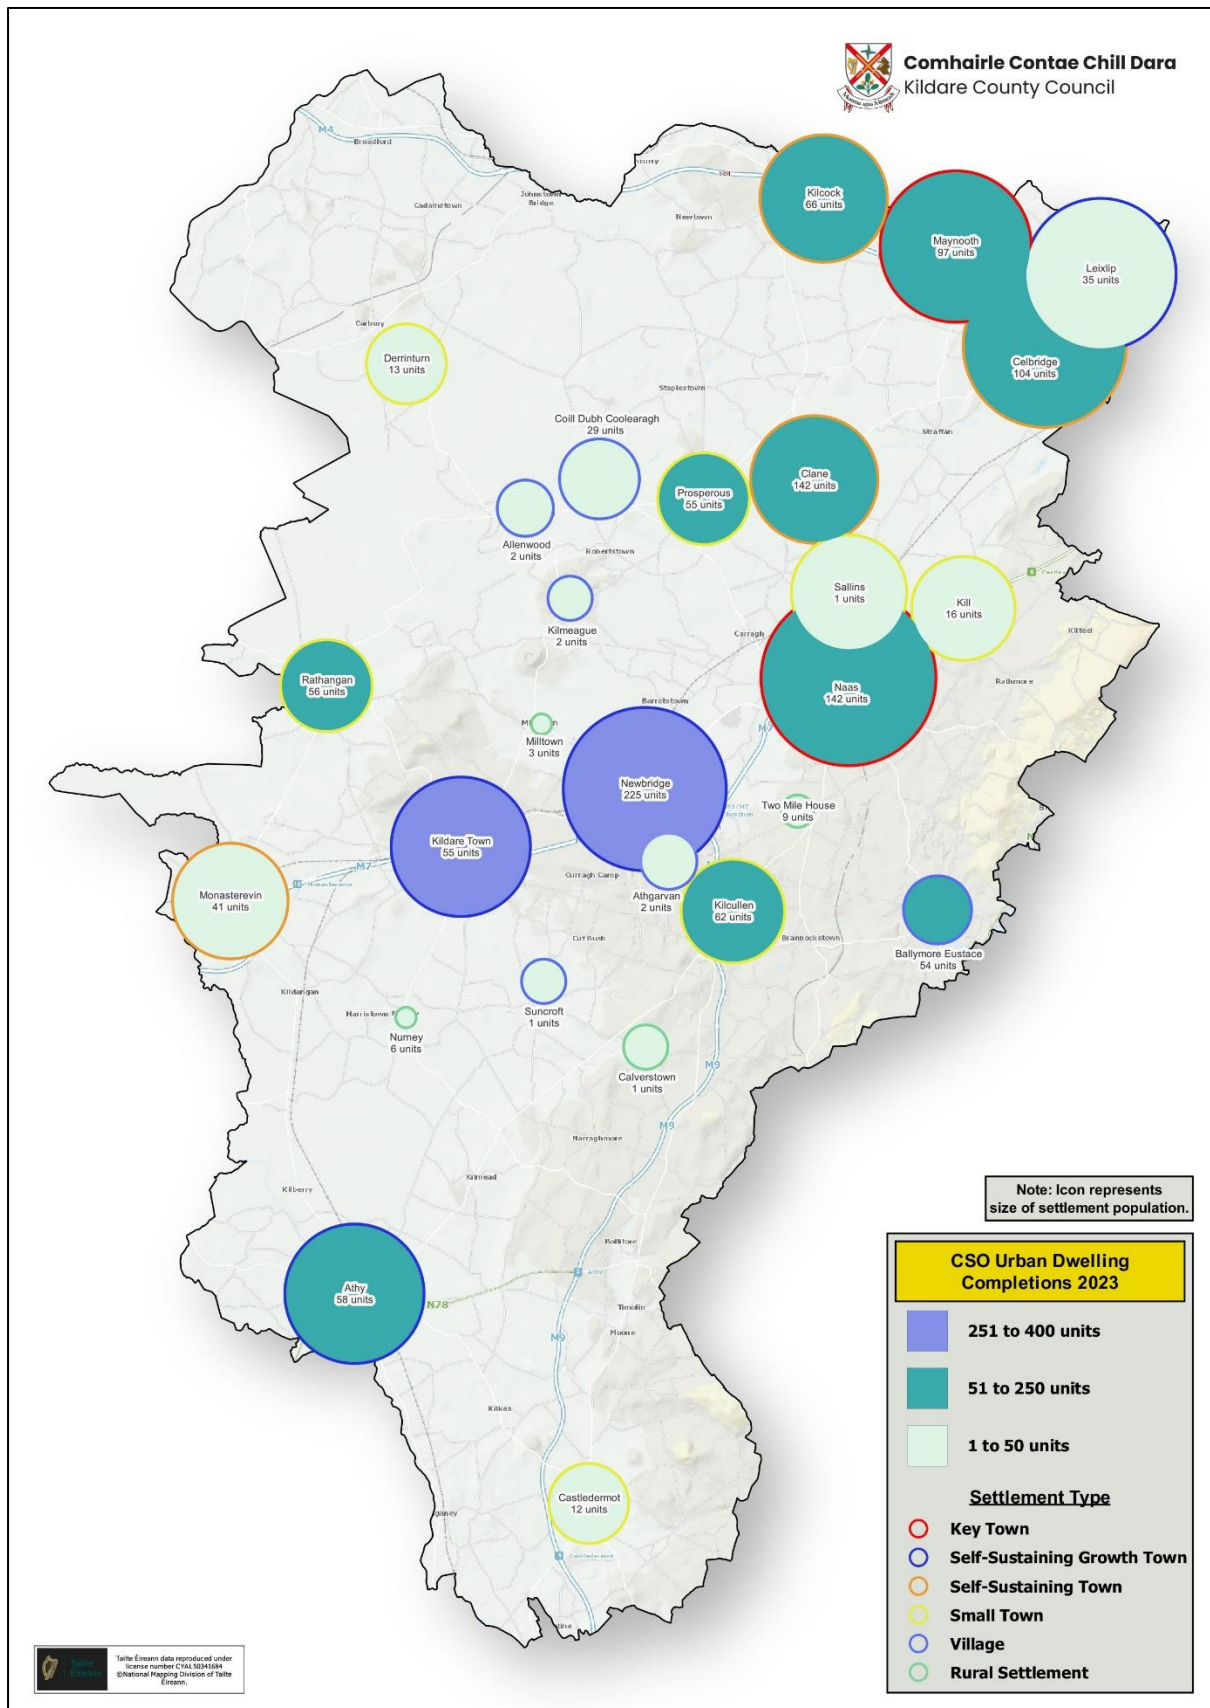 Comhairle Contae Chill Dara
Kildare County Council
M4
Broadford
Cadamstown
Johnstown
Bridge
Newtown
Kilcock
66 units
Maynooth
97 units
Leixlip
35 units
Celbridge
104 units
Carbury
Derrinturn
13 units
Staplestown
Straffan
Coill Dubh Coolearagh
29 units
Prosperous
55 units
Clane
142 units
Allenwood
2 units
Robertstown
Kilmeague
2 units
Sallins
1 units
Kill
16 units
Carragh
Kilteel
Rathmore
Rathangan
56 units
Naas
142 units
Barretstown
M7
Milltown
3 units
Newbridge
225 units
Two Mile House
9 units
Kildare Town
55 units
M7
Monasterevin
41 units
Curragh Camp
Athgarvan
2 units
Kilcullen
62 units
Brannockstown
Ballymore Eustace
54 units
Cut Bush
Kildangan
Suncroft
1 units
Nurney
6 units
Calverstown
1 units
M9
Narraghmore
M9
Kilmead
Kilberry
Ballitore
Athy
58 units
N78
Athy
Timolin
Moone
M9
Kilkea
Castledermot
12 units
Castledermot
Note: Icon represents
size of settlement population.
CSO Urban Dwelling
Completions 2023
251 to 400 units
51 to 250 units
1 to 50 units
Settlement Type
Key Town
Self-Sustaining Growth Town
Self-Sustaining Town
Small Town
Village
Rural Settlement
Tailte
Éireann
Tailte Éireann data reproduced under
license number CYAL50341684
©National Mapping Division of Tailte
Éireann.